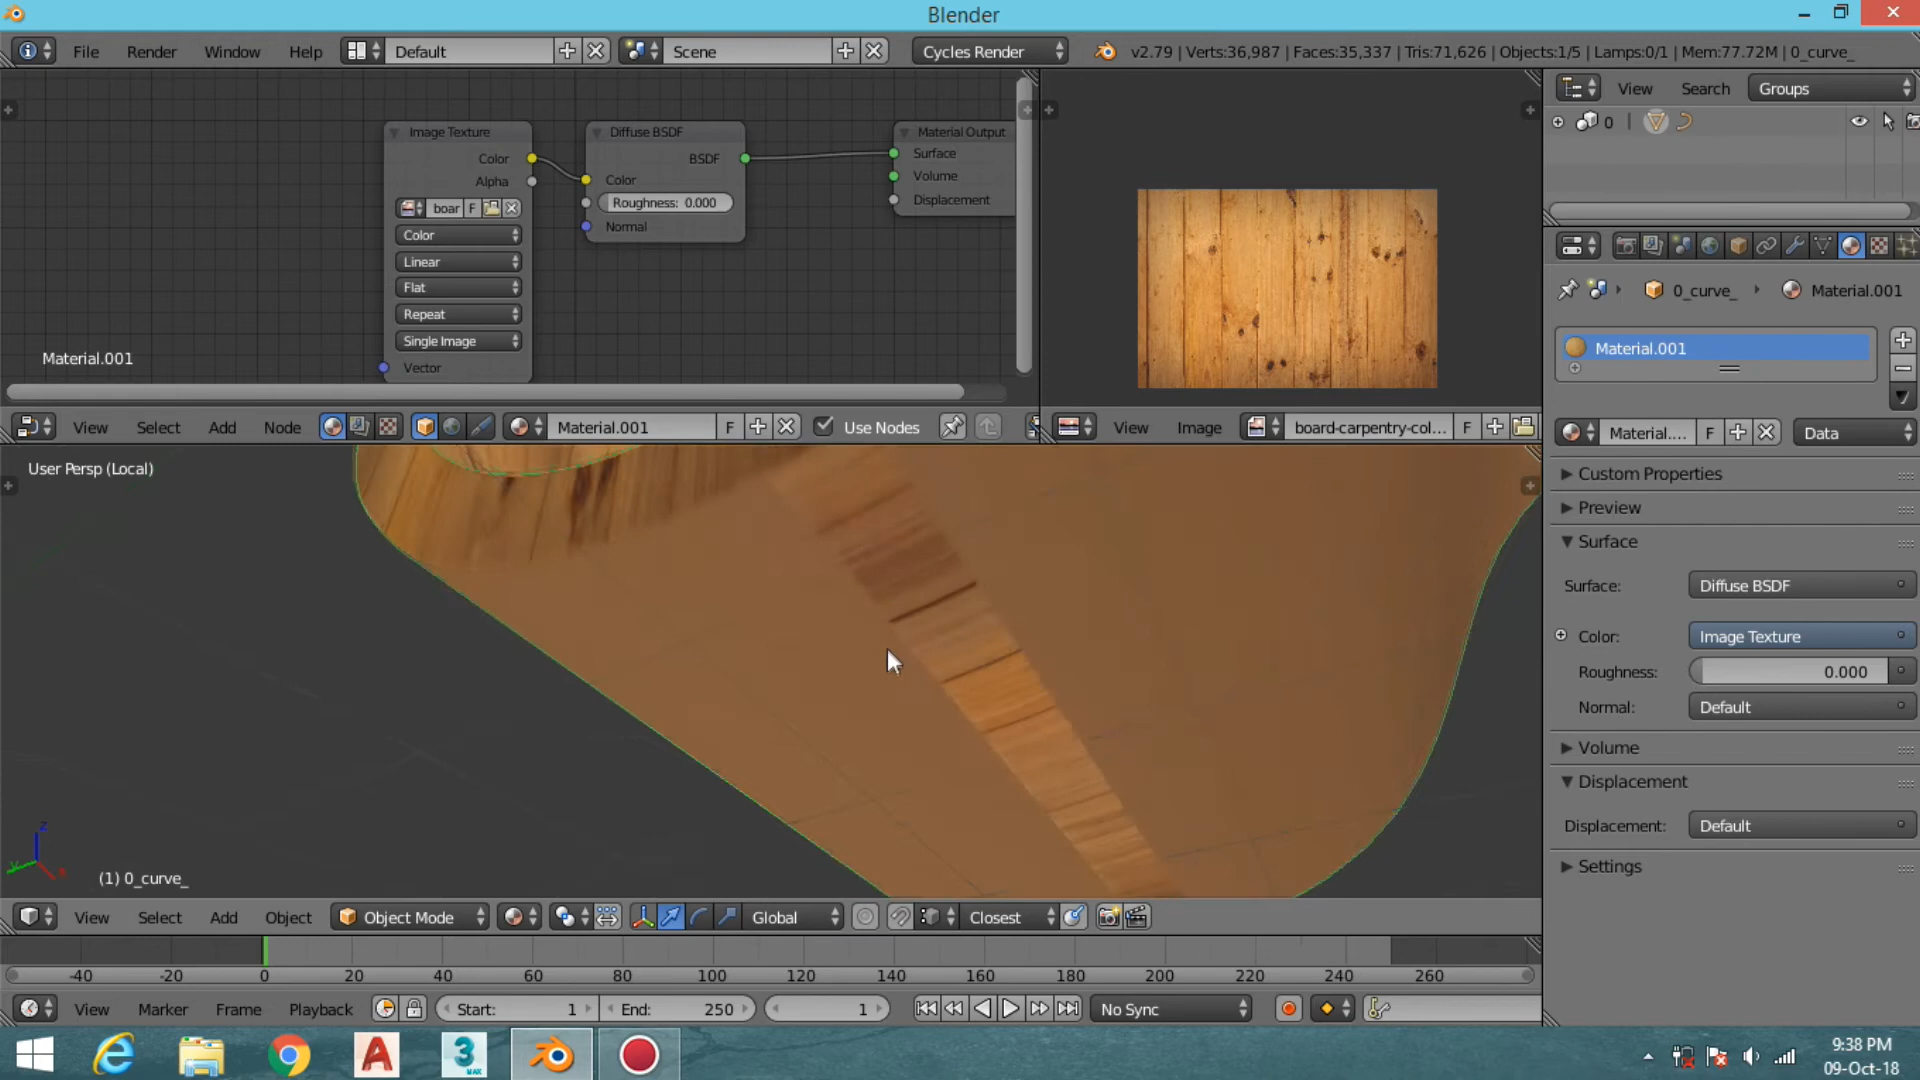 Blender
File Render Window Help Default Scene Cycles Render v2.79 | Verts:36,987 | Faces:35,337 | Tris:71,626 | Objects:1/5 | Lamps:0/1 | Mem:77.72M | 0_curve_
View Search Groups
0
Image Texture
Color
Alpha
boar F
Color
Linear
Flat
Repeat
Single Image
Vector
Diffuse BSDF
BSDF
Color
Roughness: 0.000
Normal
Material Output
Surface
Volume
Displacement
Material.001
View Select Add Node Material.001 F Use Nodes
View Image board-carpentry-col... F
0_curve_ Material.001
Material.001
Material.... F Data
Custom Properties
Preview
Surface
Surface: Diffuse BSDF
Color: Image Texture
Roughness: 0.000
Normal: Default
Volume
Displacement
Displacement: Default
Settings
User Persp (Local)
z
y
x
(1) 0_curve_
View Select Add Object Object Mode Global Closest
-40 -20 0 20 40 60 80 100 120 140 160 180 200 220 240 260
View Marker Frame Playback Start: 1 End: 250 1 No Sync
A
3
MAX
9:38 PM
09-Oct-18